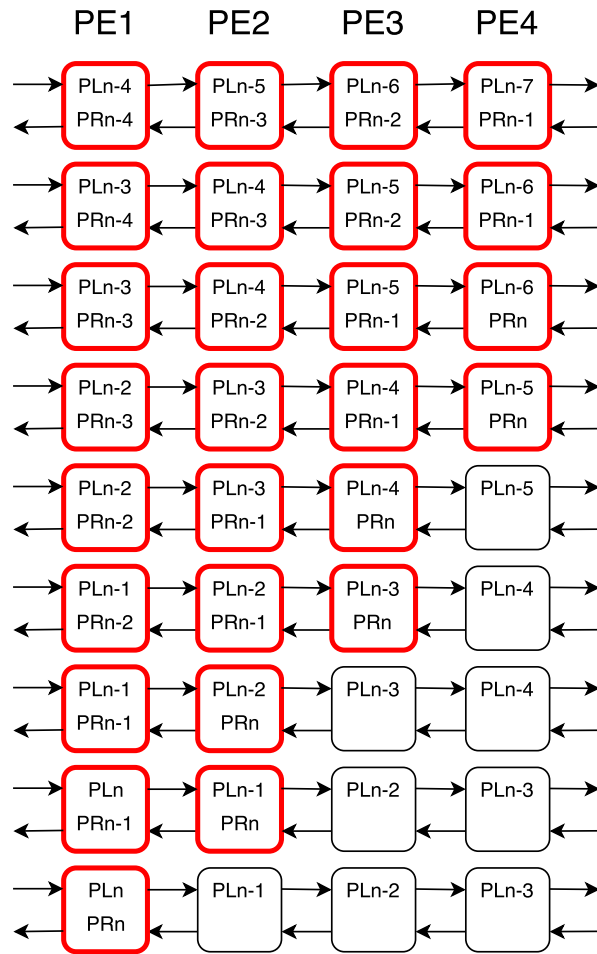 PE1 PE2 PE3 PE4
PLn-4 PLn-5 PLn-6 PLn-7
PRn-4 PRn-3 PRn-2 PRn-1
PLn-3 PLn-4 PLn-5 PLn-6
PRn-4 PRn-3 PRn-2 PRn-1
PLn-3 PLn-4 PLn-5 PLn-6
PRn-3 PRn-2 PRn-1 PRn
PLn-2 PLn-3 PLn-4 PLn-5
PRn-3 PRn-2 PRn-1 PRn
PLn-2 PLn-3 PLn-4 PLn-5
PRn-2 PRn-1 PRn
PLn-1 PLn-2 PLn-3 PLn-4
PRn-2 PRn-1 PRn
PLn-1 PLn-2 PLn-3 PLn-4
PRn-1 PRn
PLn PLn-1 PLn-2 PLn-3
PRn-1 PRn
PLn PLn-1 PLn-2 PLn-3
PRn